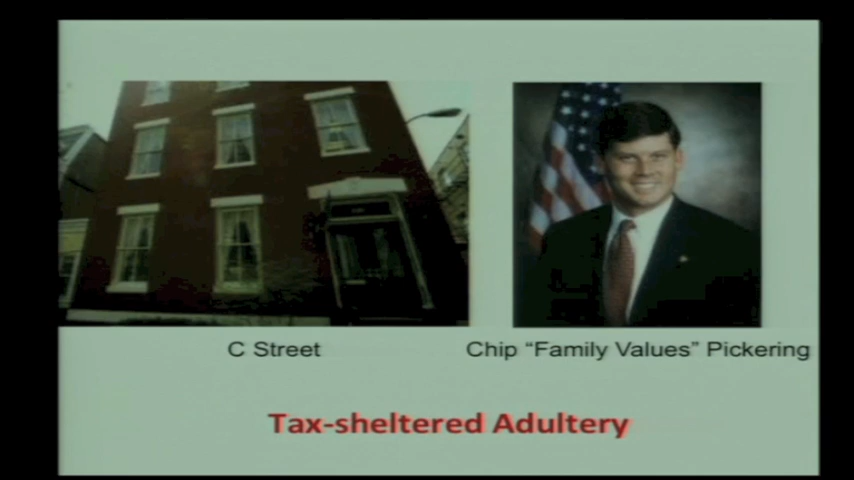 C Street
Chip “Family Values” Pickering
Tax-sheltered Adultery